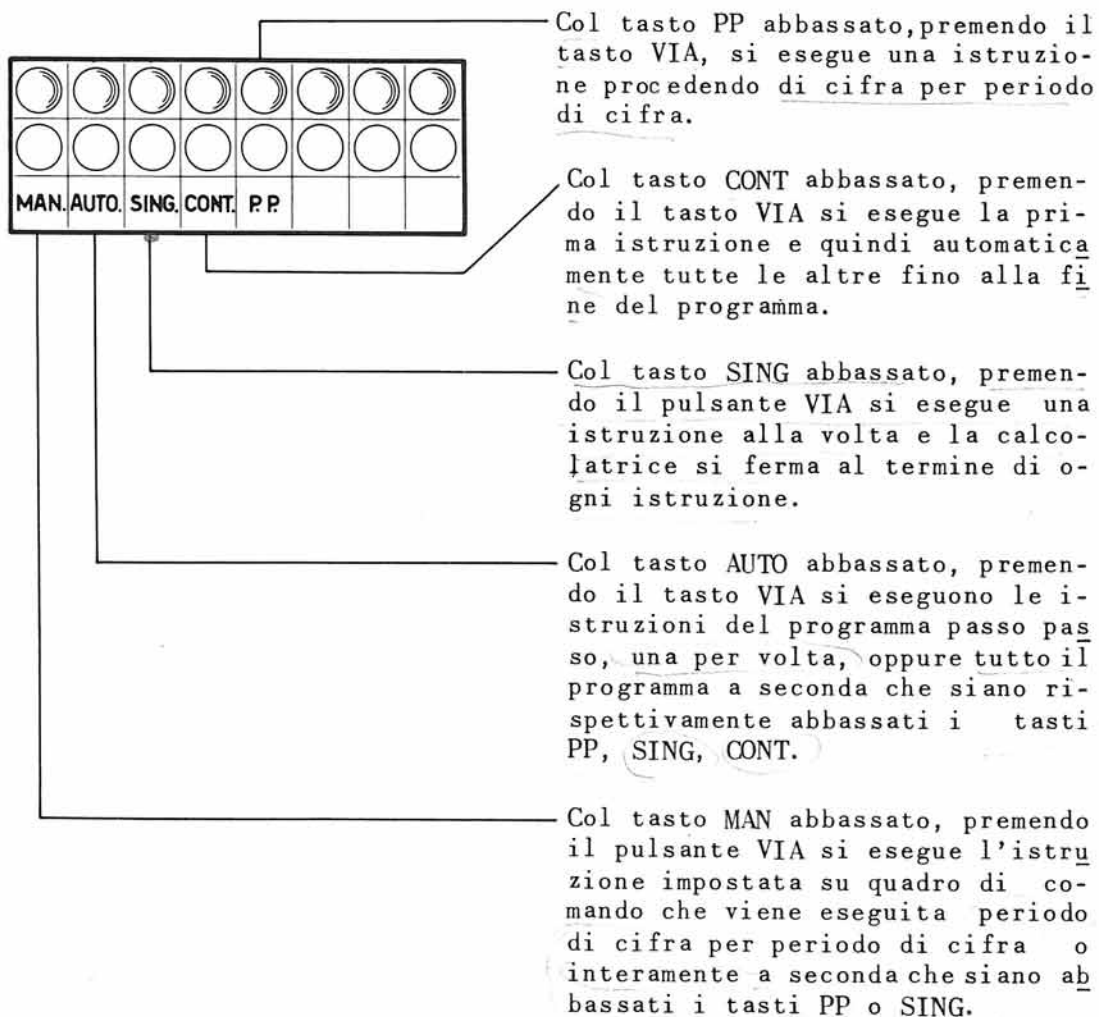 Col tasto PP abbassato, premendo il
tasto VIA, si esegue una istruzio-
ne procedendo di cifra per periodo
di cifra.
MAN. AUTO. SING. CONT. P.P.
Col tasto CONT abbassato, premen-
do il tasto VIA si esegue la pri-
ma istruzione e quindi automatica
mente tutte le altre fino alla fi
ne del programma.
Col tasto SING abbassato, premen-
do il pulsante VIA si esegue una
istruzione alla volta e la calco-
latrice si ferma al termine di o-
gni istruzione.
Col tasto AUTO abbassato, premen-
do il tasto VIA si eseguono le i-
struzioni del programma passo pas
so, una per volta, oppure tutto il
programma a seconda che siano ri-
spettivamente abbassati i tasti
PP, SING, CONT.
Col tasto MAN abbassato, premendo
il pulsante VIA si esegue l'istru
zione impostata su quadro di co-
mando che viene eseguita periodo
di cifra per periodo di cifra o
interamente a seconda che siano ab
bassati i tasti PP o SING.